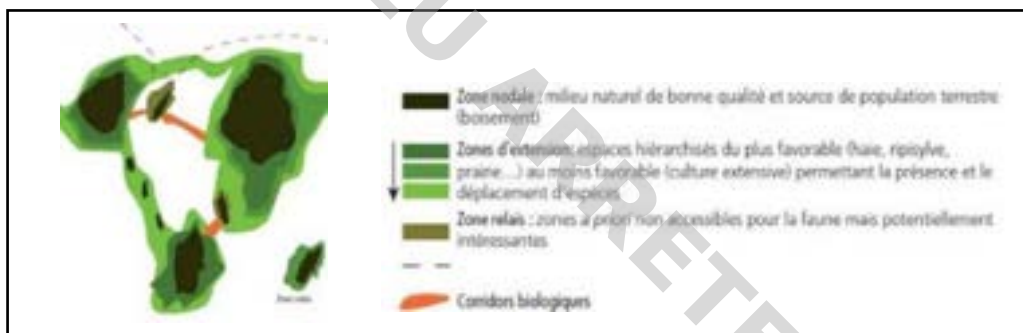 Zone nodale : milieu naturel de bonne qualité et source de population terrestre
(boisement)
Zones d'extension: espaces hiérarchisés du plus favorable (haie, ripisylve,
prairie...) au moins favorable (culture extensive) permettant la présence et le
déplacement d'espèces
Zone relais : zones a priori non accessibles pour la faune mais potentiellement
intéressantes
Corridors biologiques
U APRETE